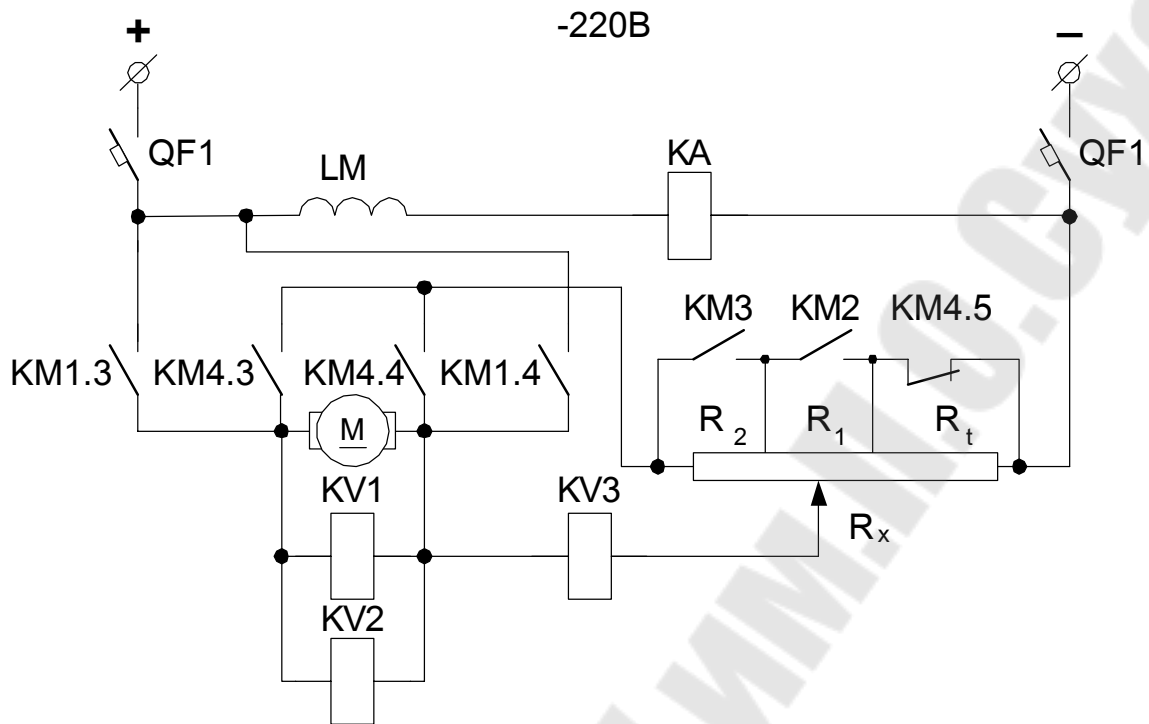 + -220В −
QF1 LM KA QF1
KM3 KM2 KM4.5
KM1.3 KM4.3 KM4.4 KM1.4
M R2 R1 Rt
KV1 KV3 Rx
KV2